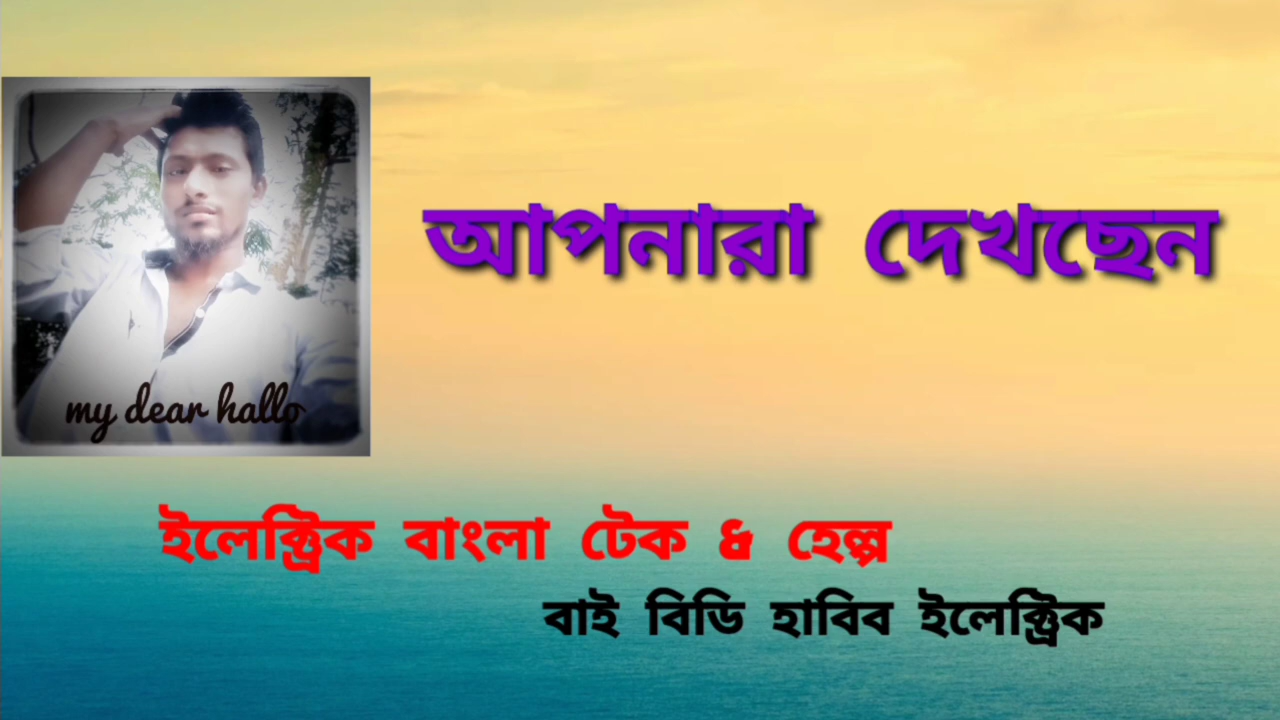 আপনারা দেখছেন
my dear hallo
ইলেক্ট্রিক বাংলা টেক & হেল্প
বাই বিডি হাবিব ইলেক্ট্রিক